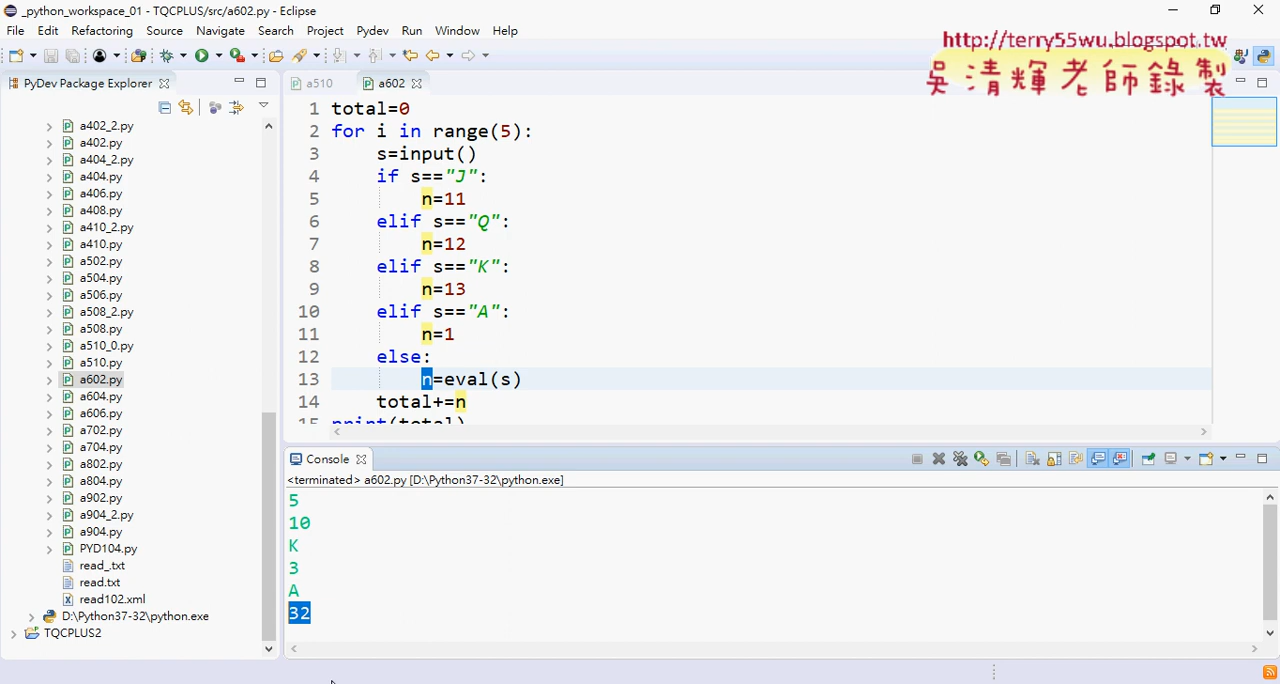 _python_workspace_01 - TQCPLUS/src/a602.py - Eclipse
File Edit Refactoring Source Navigate Search Project Pydev Run Window Help
http://terry55wu.blogspot.tw
吳清輝老師錄製
PyDev Package Explorer
a510
a602
a402_2.py
a402.py
a404_2.py
a404.py
a406.py
a408.py
a410_2.py
a410.py
a502.py
a504.py
a506.py
a508_2.py
a508.py
a510_0.py
a510.py
a602.py
a604.py
a606.py
a702.py
a704.py
a802.py
a804.py
a902.py
a904_2.py
a904.py
PYD104.py
read_.txt
read.txt
read102.xml
D:\Python37-32\python.exe
TQCPLUS2
1 total=0
2 for i in range(5):
3 s=input()
4 if s=="J":
5 n=11
6 elif s=="Q":
7 n=12
8 elif s=="K":
9 n=13
10 elif s=="A":
11 n=1
12 else:
13 n=eval(s)
14 total+=n
15 print(total)
Console
<terminated> a602.py [D:\Python37-32\python.exe]
5
10
K
3
A
32